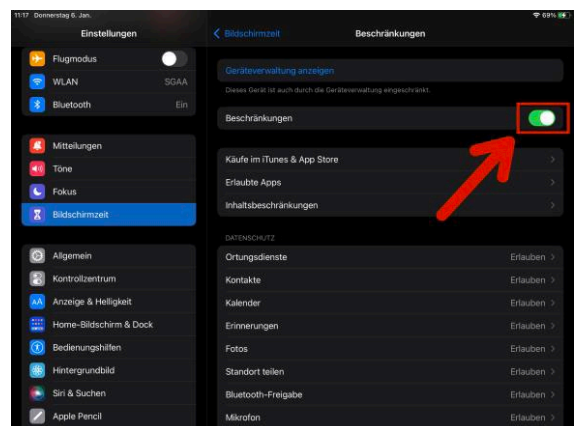 11:17 Donnerstag 6. Jan.
69%
Einstellungen
Flugmodus
WLAN SGAA
Bluetooth Ein
Mitteilungen
Töne
Fokus
Bildschirmzeit
Allgemein
Kontrollzentrum
AA Anzeige & Helligkeit
Home-Bildschirm & Dock
Bedienungshilfen
Hintergrundbild
Siri & Suchen
Apple Pencil
Bildschirmzeit
Beschränkungen
Geräteverwaltung anzeigen
Dieses Gerät ist auch durch die Geräteverwaltung eingeschränkt.
Beschränkungen
Käufe im iTunes & App Store
Erlaubte Apps
Inhaltsbeschränkungen
DATENSCHUTZ
Ortungsdienste Erlauben
Kontakte Erlauben
Kalender Erlauben
Erinnerungen Erlauben
Fotos Erlauben
Standort teilen Erlauben
Bluetooth-Freigabe Erlauben
Mikrofon Erlauben